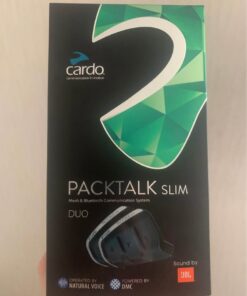 cardo
PACKTALK SLIM
Mesh & Bluetooth Communication System
DUO
Sound by
JBL
OPERATED BY
NATURAL VOICE
POWERED BY
DMC